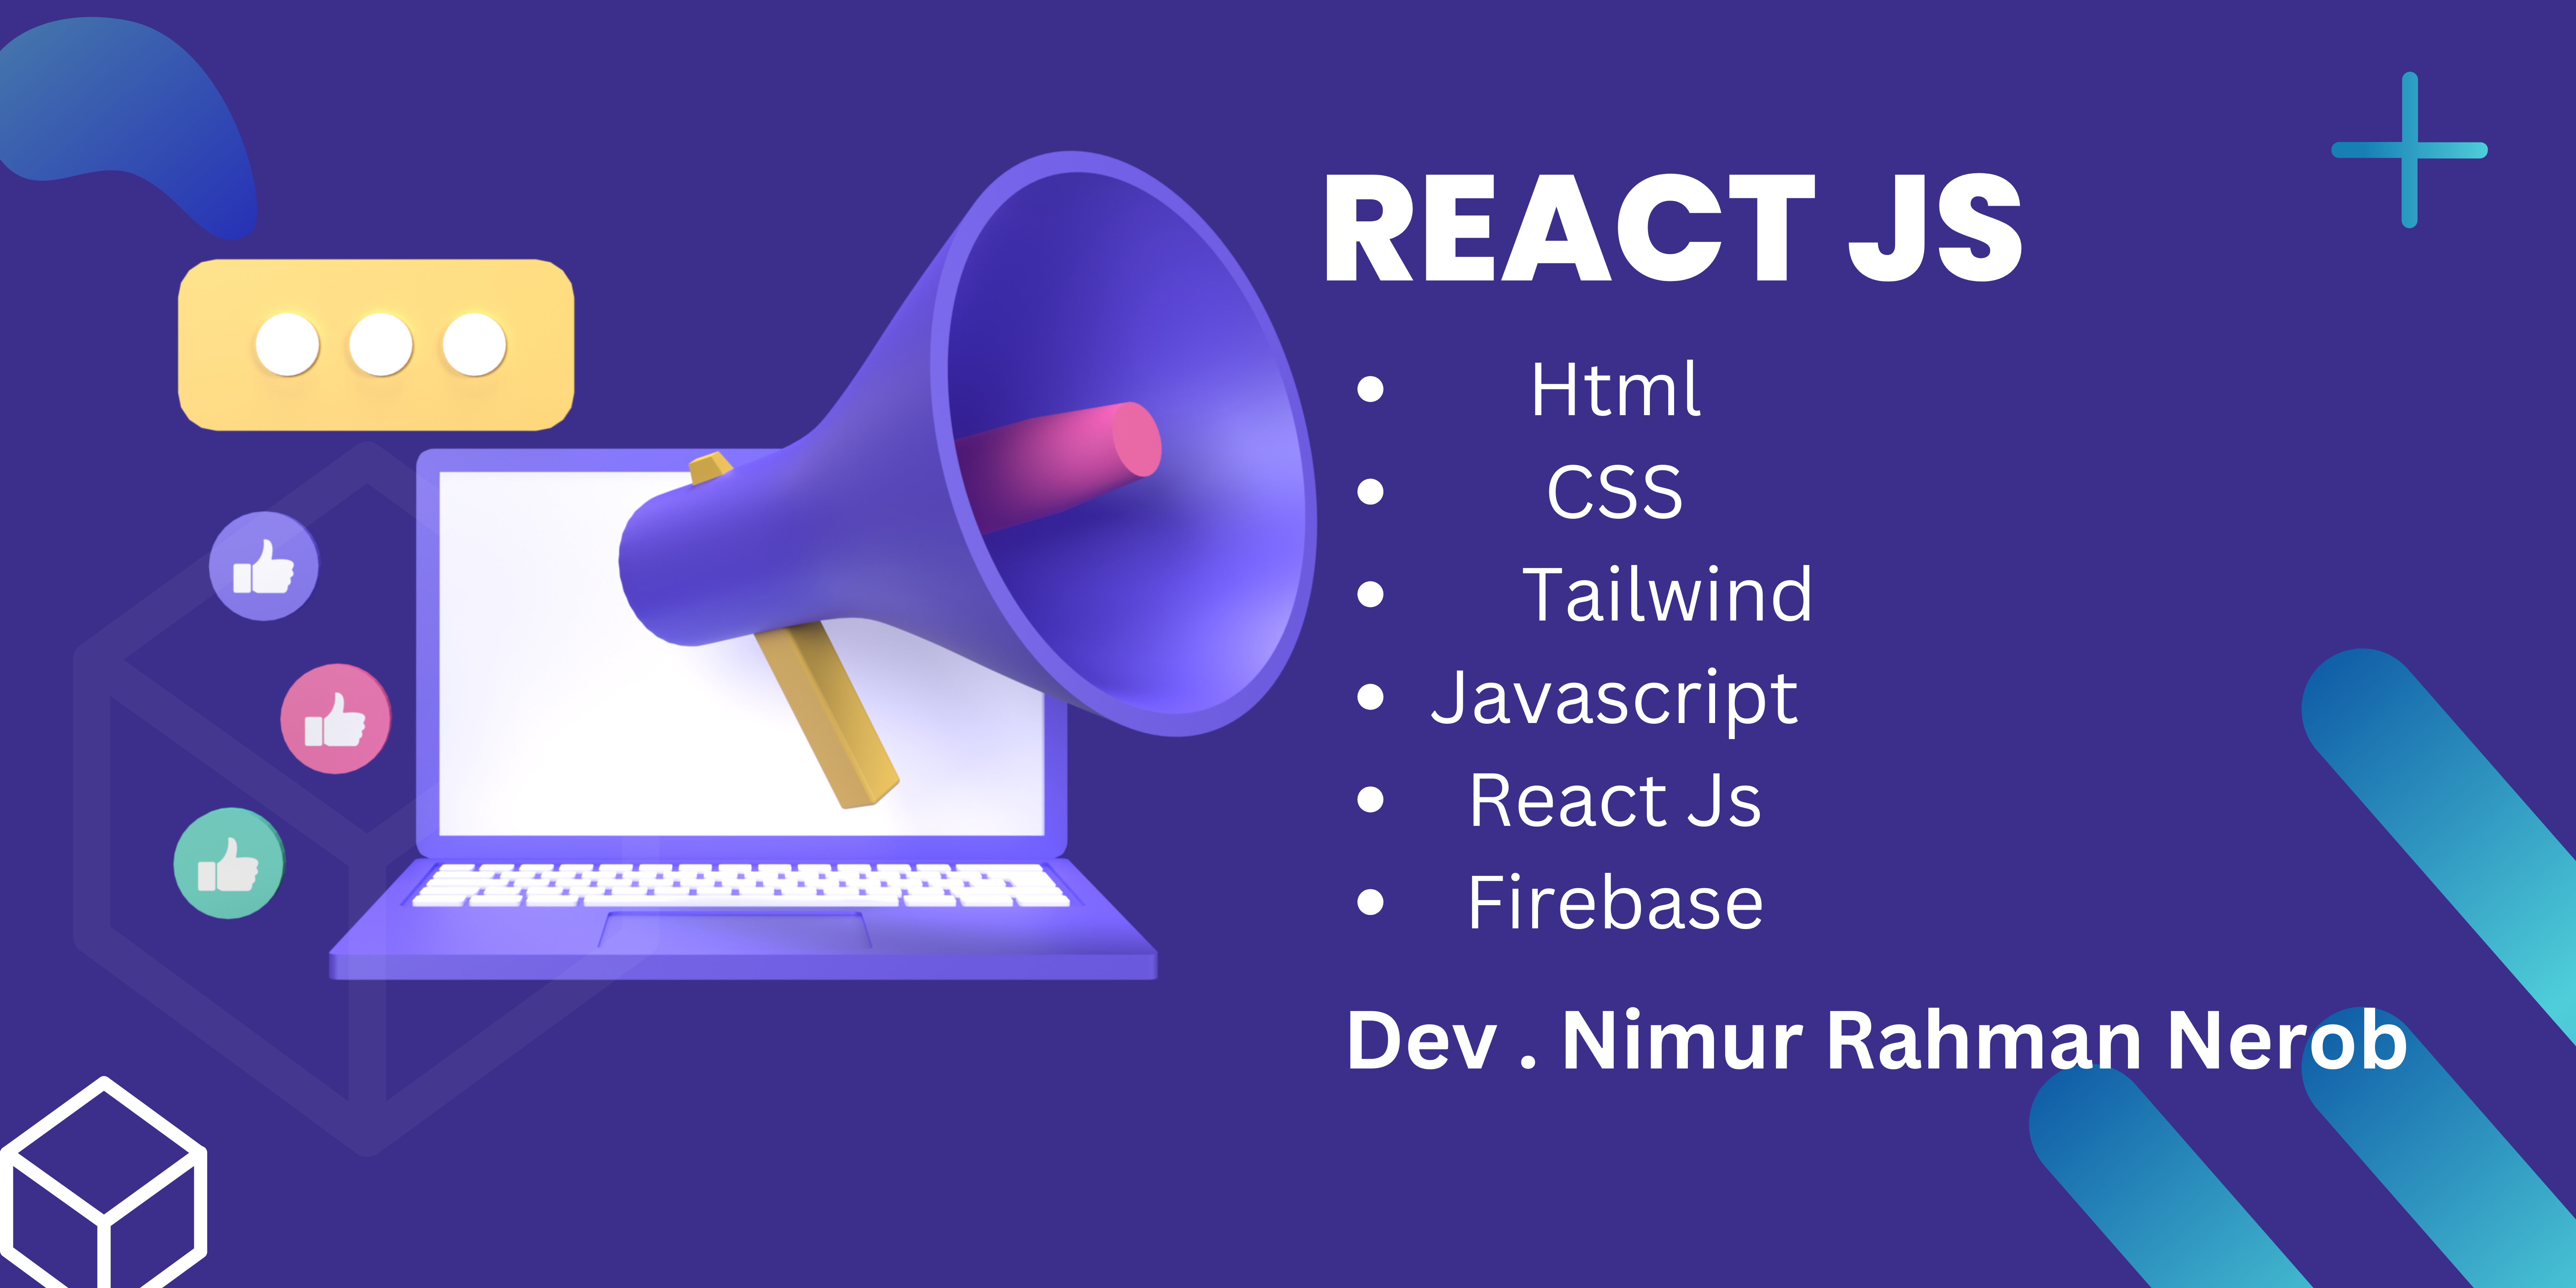 REACT JS
Html
CSS
Tailwind
Javascript
React Js
Firebase
Dev . Nimur Rahman Nerob